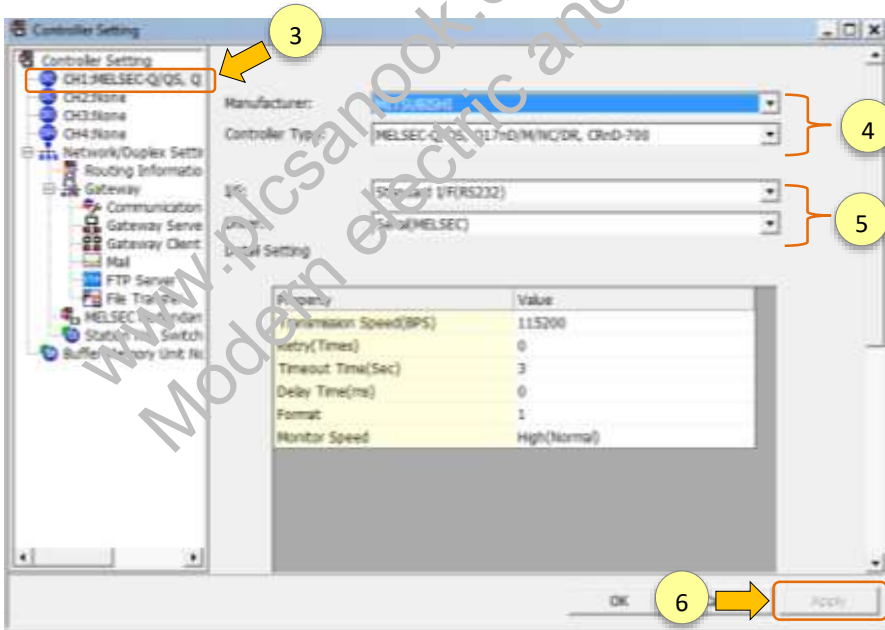 Controller Setting
3
Controller Setting
CH1:MELSEC-Q/QS, Q
CH2:None
CH3:None
CH4:None
Network/Duplex Settin
Routing Informatio
Gateway
Communication
Gateway Serve
Gateway Client
Mail
FTP Server
File Transfer
MELSEC Redundan
Station No. Switch
Buffer Memory Unit No
Manufacturer:
MITSUBISHI
4
Controller Type:
MELSEC-Q/QS, Q17nD/M/NC/DR, CRnD-700
I/F:
Standard I/F(RS232)
5
Driver:
Serial(MELSEC)
Detail Setting
Property Value
Transmission Speed(BPS) 115200
Retry(Times) 0
Timeout Time(Sec) 3
Delay Time(ms) 0
Format 1
Monitor Speed High(Normal)
OK
6
Apply
www.plcsanook.
Modern electric and